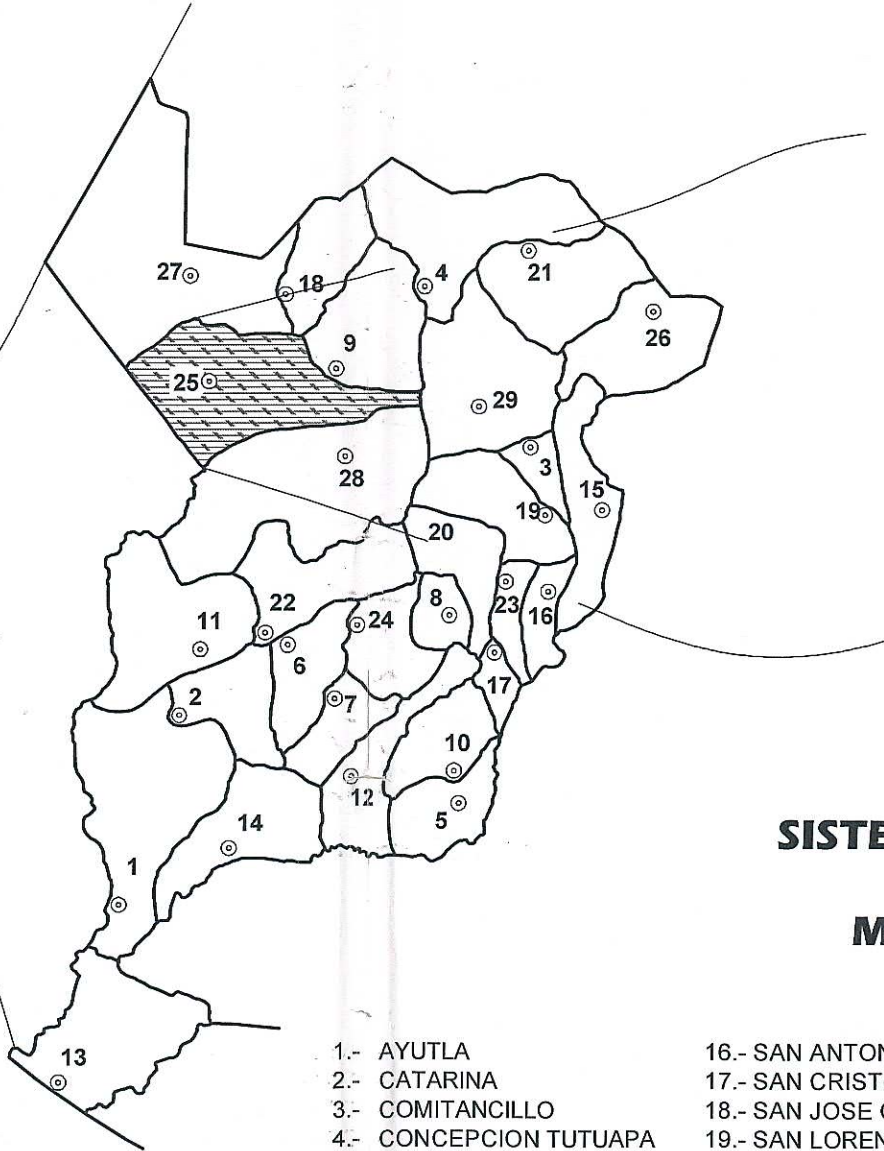 27
18
4
21
26
9
25
29
28
3
15
19
20
11
22
24
8
23
16
6
2
7
17
10
12
14
5
1
13
SISTE
M
1.- AYUTLA
2.- CATARINA
3.- COMITANCILLO
4.- CONCEPCION TUTUAPA
16.- SAN ANTON
17.- SAN CRIST
18.- SAN JOSE
19.- SAN LOREN